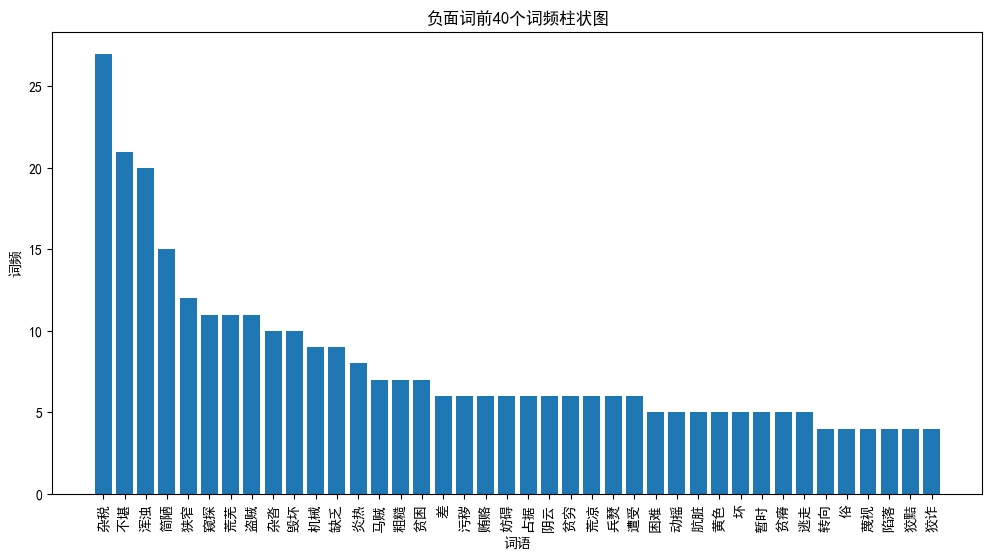 负面词前40个词频柱状图
词频
25
20
15
10
5
0
杂税
不堪
浑浊
简陋
狭窄
窥探
荒芜
盗贼
杂沓
毁坏
机械
缺乏
炎热
马贼
粗糙
贫困
差
污秽
贿赂
妨碍
占据
阴云
贫穷
荒凉
兵燹
遭受
困难
动摇
肮脏
黄色
坏
暂时
贫瘠
逃走
转向
俗
蔑视
陷落
狡黠
狡诈
词语